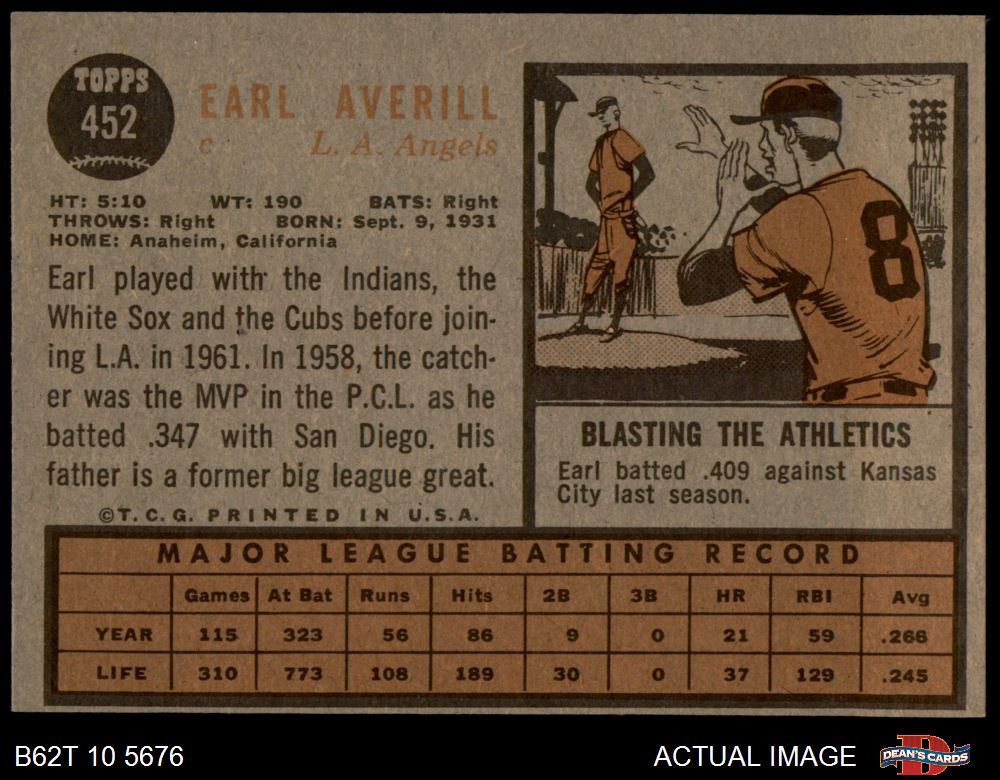 TOPPS
452
EARL AVERILL
c L. A. Angels
HT: 5:10 WT: 190 BATS: Right
THROWS: Right BORN: Sept. 9, 1931
HOME: Anaheim, California
Earl played with the Indians, the
White Sox and the Cubs before join-
ing L.A. in 1961. In 1958, the catch-
er was the MVP in the P.C.L. as he
batted .347 with San Diego. His
father is a former big league great.
©T.C.G. PRINTED IN U.S.A.
8
BLASTING THE ATHLETICS
Earl batted .409 against Kansas
City last season.
MAJOR LEAGUE BATTING RECORD
Games At Bat Runs Hits 2B 3B HR RBI Avg
YEAR 115 323 56 86 9 0 21 59 .266
LIFE 310 773 108 189 30 0 37 129 .245
B62T 10 5676 ACTUAL IMAGE
DEAN'S CARDS